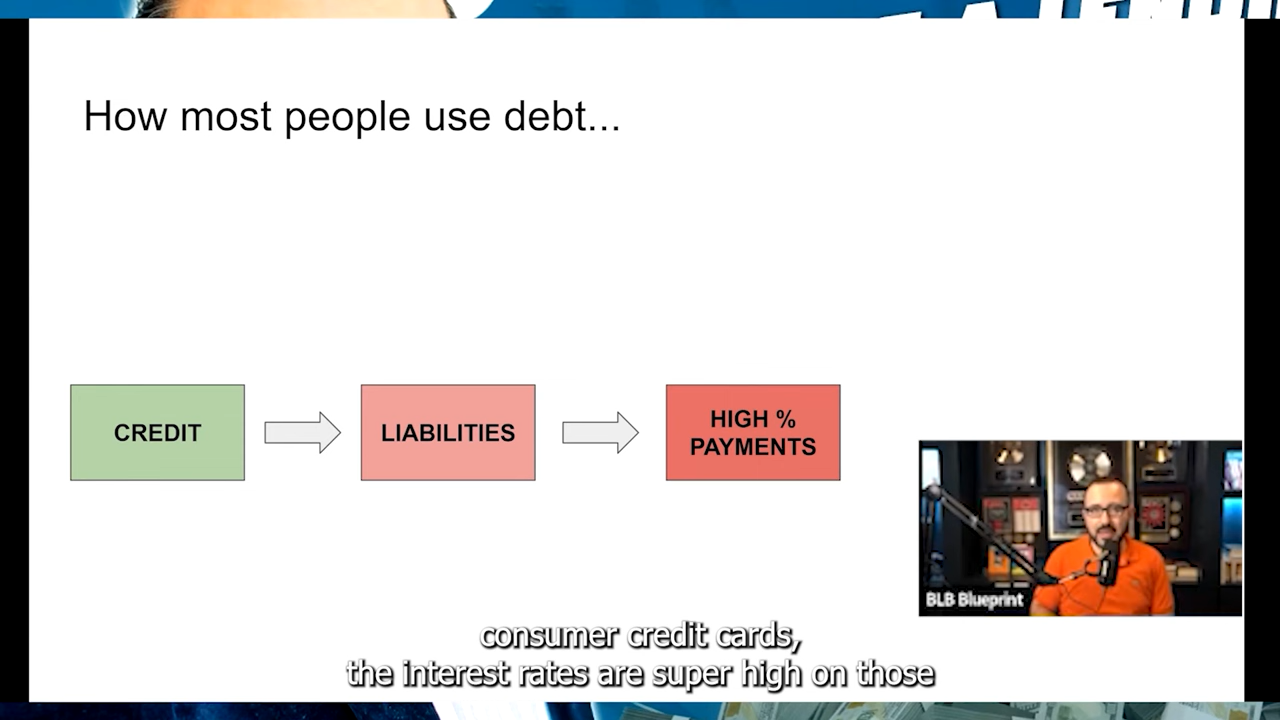 How most people use debt...
CREDIT
LIABILITIES
HIGH %
PAYMENTS
BLB Blueprint
consumer credit cards,
the interest rates are super high on those